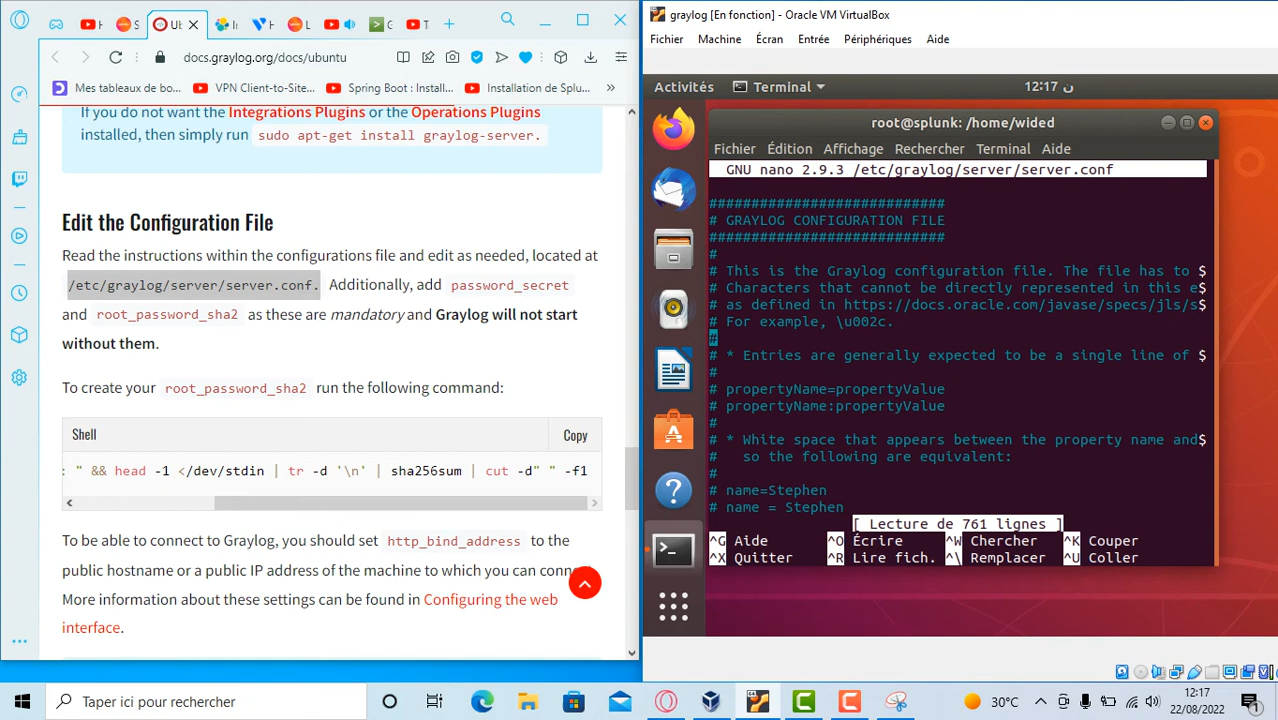 S
Ut
In
V H
L
C
T
docs.graylog.org/docs/ubuntu
Mes tableaux de bo...
VPN Client-to-Site...
Spring Boot : Install...
Installation de Splu...
»
If you do not want the Integrations Plugins or the Operations Plugins
installed, then simply run sudo apt-get install graylog-server.
Edit the Configuration File
Read the instructions within the configurations file and edit as needed, located at
/etc/graylog/server/server.conf. Additionally, add password_secret
and root_password_sha2 as these are mandatory and Graylog will not start
without them.
To create your root_password_sha2 run the following command:
Shell
Copy
: " && head -1 </dev/stdin | tr -d '\n' | sha256sum | cut -d" " -f1
To be able to connect to Graylog, you should set http_bind_address to the
public hostname or a public IP address of the machine to which you can conne
More information about these settings can be found in Configuring the web
interface.
graylog [En fonction] - Oracle VM VirtualBox
Fichier Machine Écran Entrée Périphériques Aide
Activités
Terminal
12:17 ن
root@splunk: /home/wided
Fichier Édition Affichage Rechercher Terminal Aide
GNU nano 2.9.3 /etc/graylog/server/server.conf
############################
# GRAYLOG CONFIGURATION FILE
############################
#
# This is the Graylog configuration file. The file has to $
# Characters that cannot be directly represented in this e$
# as defined in https://docs.oracle.com/javase/specs/jls/s$
# For example, \u002c.
#
# * Entries are generally expected to be a single line of $
#
# propertyName=propertyValue
# propertyName:propertyValue
#
# * White space that appears between the property name and$
#   so the following are equivalent:
#
# name=Stephen
# name = Stephen
[ Lecture de 761 lignes ]
^G Aide ^O Écrire ^W Chercher ^K Couper
^X Quitter ^R Lire fich. ^\ Remplacer ^U Coller
Taper ici pour rechercher
30°C
12:17
22/08/2022
1